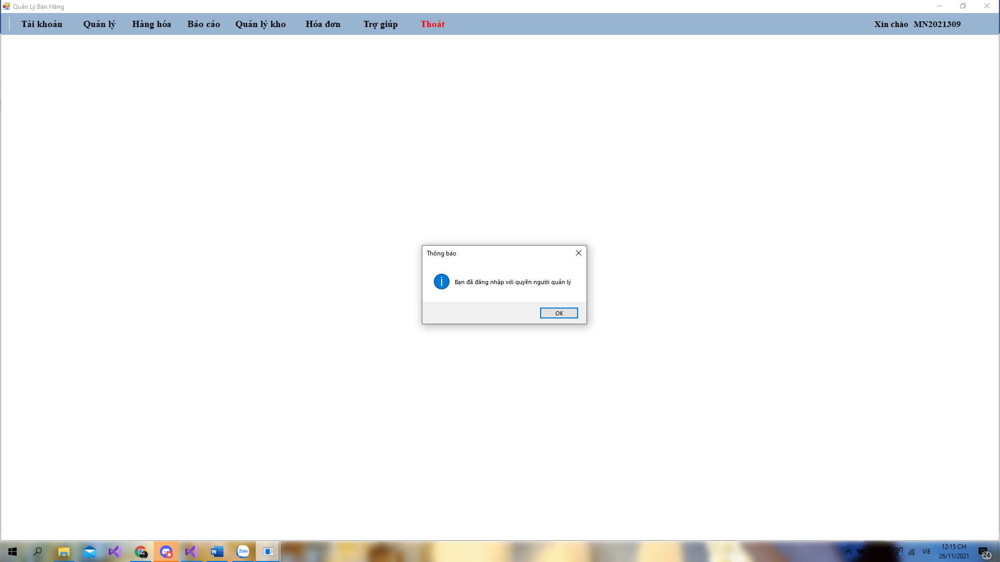 Quản Lý Bán Hàng
Tài khoản Quản lý Hàng hóa Báo cáo Quản lý kho Hóa đơn Trợ giúp Thoát Xin chào MN2021309
Thông báo
Bạn đã đăng nhập với quyền người quản lý
OK
Zalo
VIE
12:15 CH
26/11/2021
24